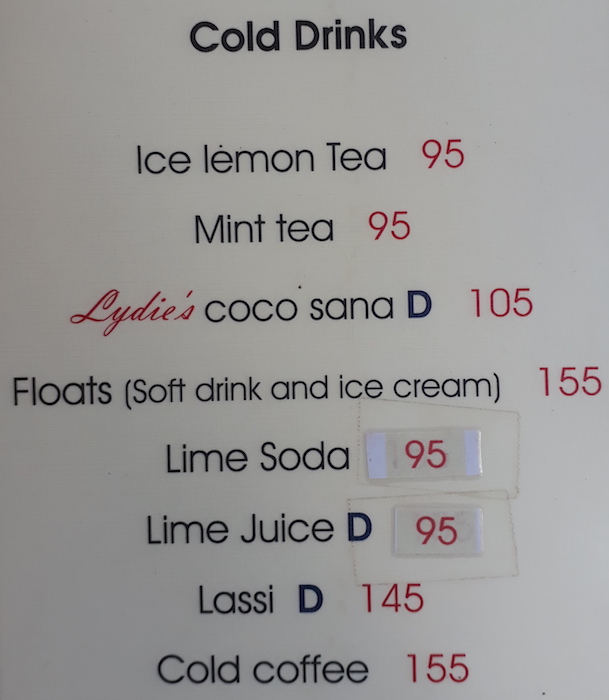 Cold Drinks
Ice lemon Tea 95
Mint tea 95
Lydie's coco sana D 105
Floats (Soft drink and ice cream) 155
Lime Soda 95
Lime Juice D 95
Lassi D 145
Cold coffee 155